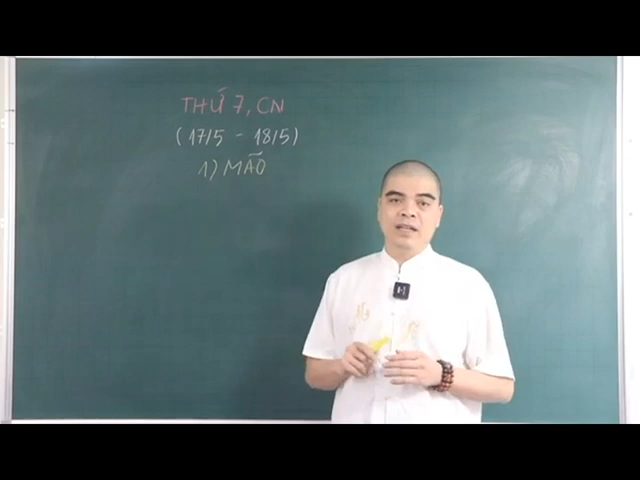 THỨ 7, CN
(17/5 - 18/5)
1) MÃO